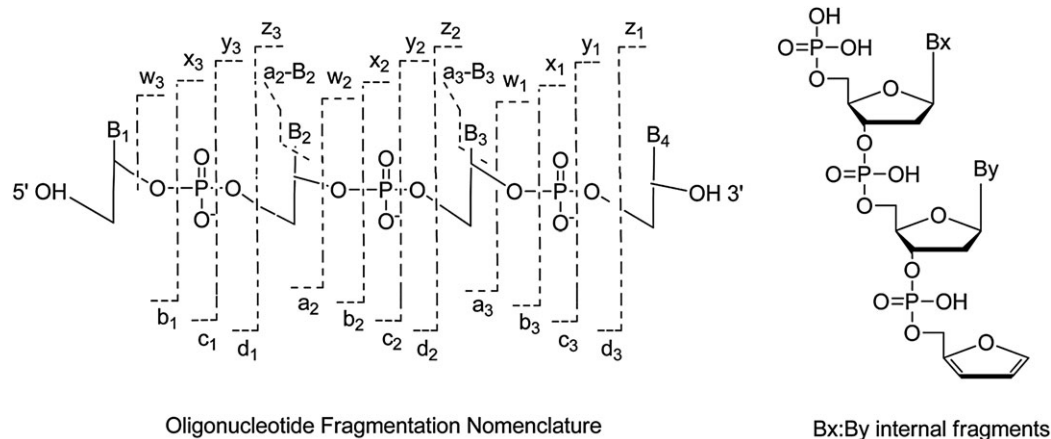 z3 z2 z1
y3 y2 y1
x3 x2 x1
a2-B2 a3-B3
w3 w2 w1
B1 B2 B3 B4
O O O
5' OH O P O O P O O P O OH 3'
O- O- O-
a2 a3
b1 b2 b3
c1 c2 c3
d1 d2 d3
Oligonucleotide Fragmentation Nomenclature
OH
O=P-OH
O
Bx
O
O
O=P-OH
O
By
O
O
O=P-OH
O
O
Bx:By internal fragments